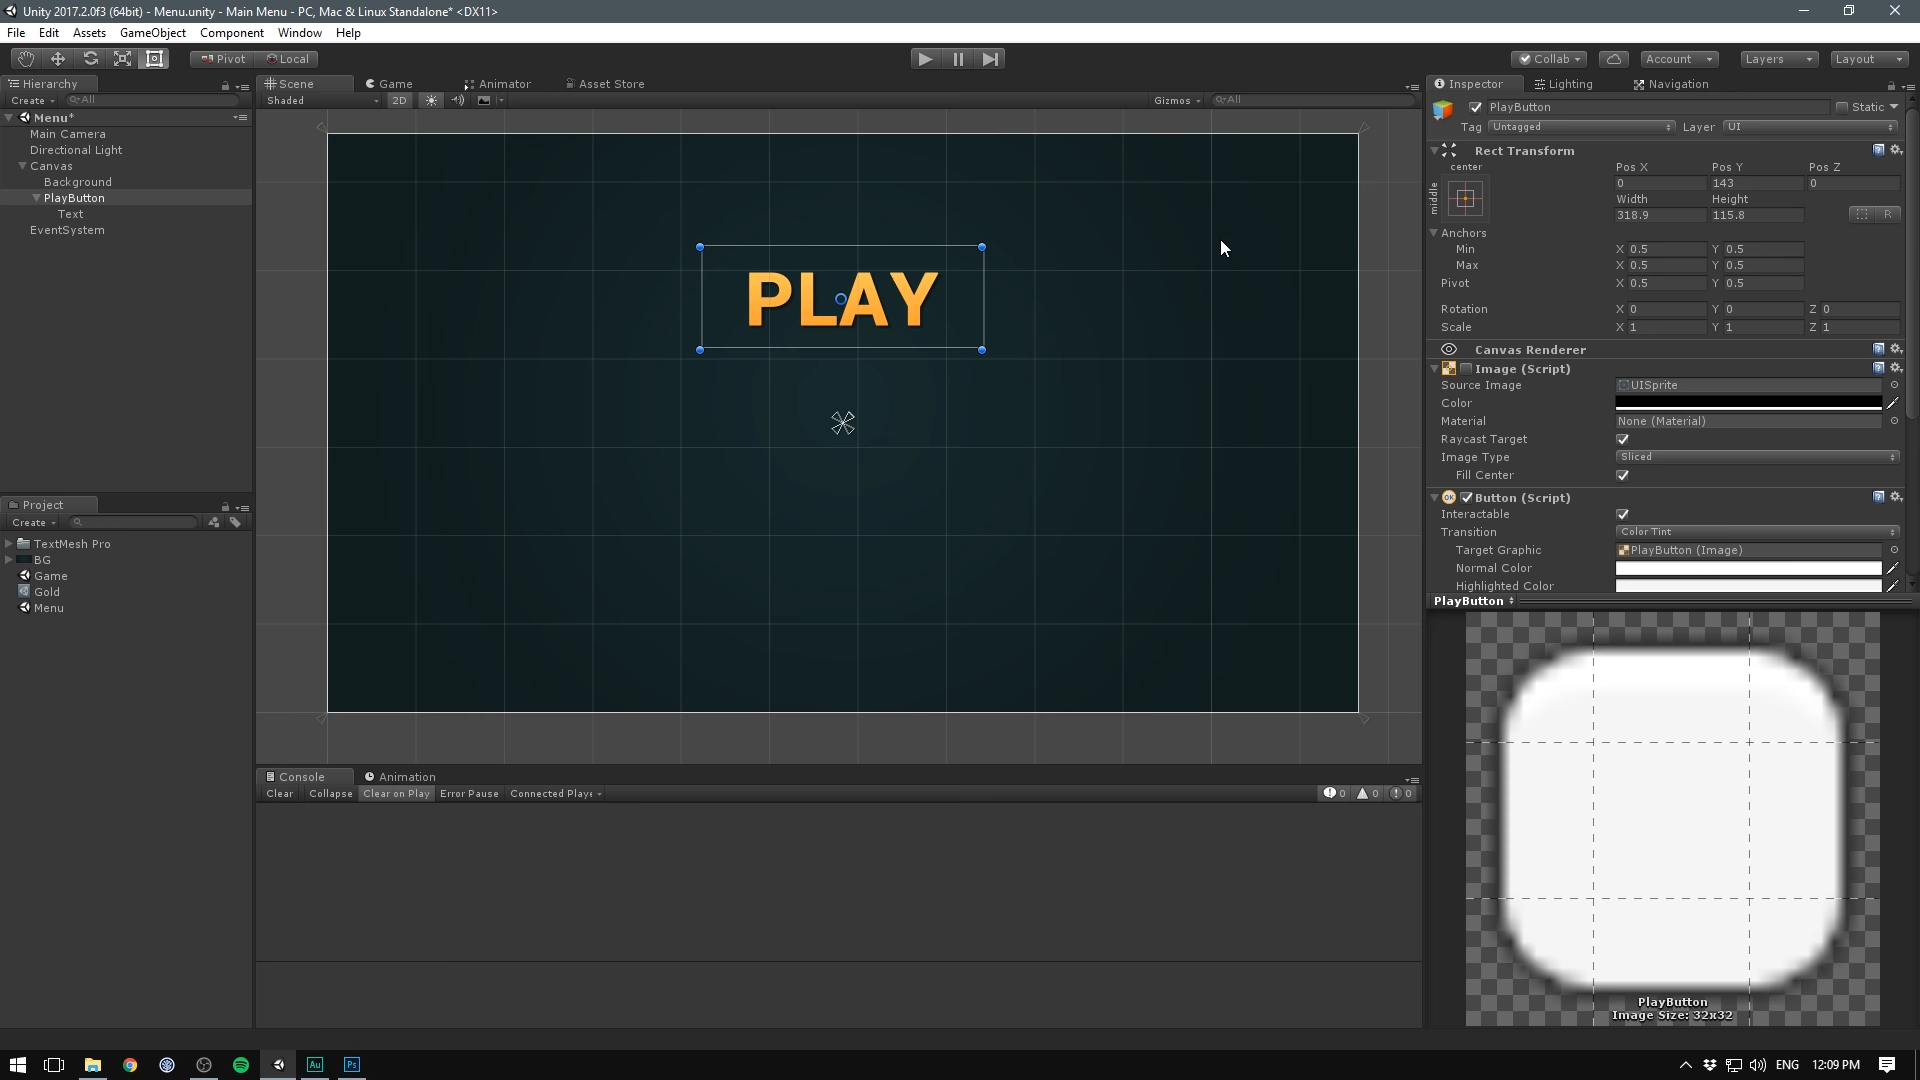 Unity 2017.2.0f3 (64bit) - Menu.unity - Main Menu - PC, Mac & Linux Standalone* <DX11>
File Edit Assets GameObject Component Window Help
Pivot Local Collab Account Layers Layout
Hierarchy
Create All
Menu*
Main Camera
Directional Light
Canvas
Background
PlayButton
Text
EventSystem
Project
Create
TextMesh Pro
BG
Game
Gold
Menu
Scene Game Animator Asset Store
Shaded 2D Gizmos All
PLAY
Console Animation
Clear Collapse Clear on Play Error Pause Connected Playe 0 0 0
Inspector Lighting Navigation
PlayButton Static
Tag Untagged Layer UI
Rect Transform
center Pos X Pos Y Pos Z
middle 0 143 0
Width Height
318.9 115.8 R
Anchors
Min X 0.5 Y 0.5
Max X 0.5 Y 0.5
Pivot X 0.5 Y 0.5
Rotation X 0 Y 0 Z 0
Scale X 1 Y 1 Z 1
Canvas Renderer
Image (Script)
Source Image UISprite
Color
Material None (Material)
Raycast Target
Image Type Sliced
Fill Center
OK Button (Script)
Interactable
Transition Color Tint
Target Graphic PlayButton (Image)
Normal Color
Highlighted Color
PlayButton
PlayButton
Image Size: 32x32
Au Ps ENG 12:09 PM